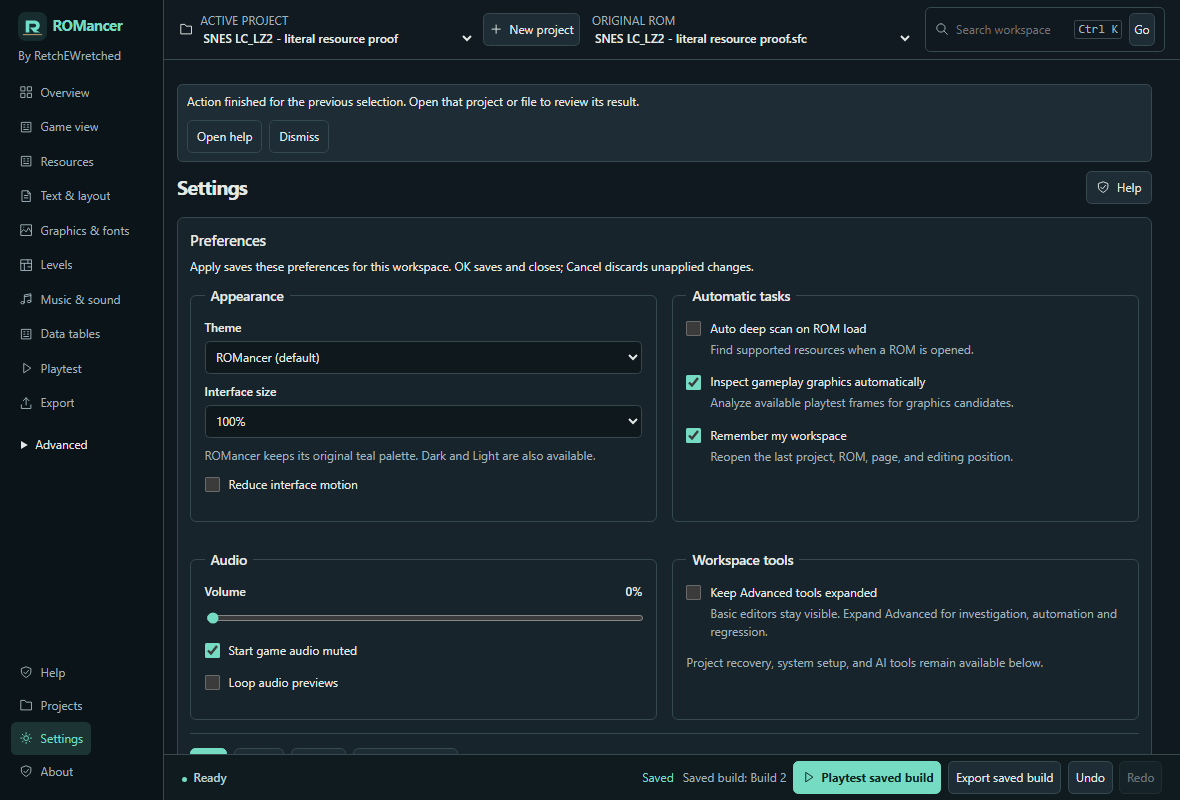 ROMancer
By RetchEWretched
Overview
Game view
Resources
Text & layout
Graphics & fonts
Levels
Music & sound
Data tables
Playtest
Export
Advanced
Help
Projects
Settings
About
ACTIVE PROJECT
SNES LC_LZ2 - literal resource proof
New project
ORIGINAL ROM
SNES LC_LZ2 - literal resource proof.sfc
Search workspace
Ctrl K
Go
Action finished for the previous selection. Open that project or file to review its result.
Open help
Dismiss
Settings
Help
Preferences
Apply saves these preferences for this workspace. OK saves and closes; Cancel discards unapplied changes.
Appearance
Theme
ROMancer (default)
Interface size
100%
ROMancer keeps its original teal palette. Dark and Light are also available.
Reduce interface motion
Automatic tasks
Auto deep scan on ROM load
Find supported resources when a ROM is opened.
Inspect gameplay graphics automatically
Analyze available playtest frames for graphics candidates.
Remember my workspace
Reopen the last project, ROM, page, and editing position.
Audio
Volume
0%
Start game audio muted
Loop audio previews
Workspace tools
Keep Advanced tools expanded
Basic editors stay visible. Expand Advanced for investigation, automation and
regression.
Project recovery, system setup, and AI tools remain available below.
Ready
Saved
Saved build: Build 2
Playtest saved build
Export saved build
Undo
Redo